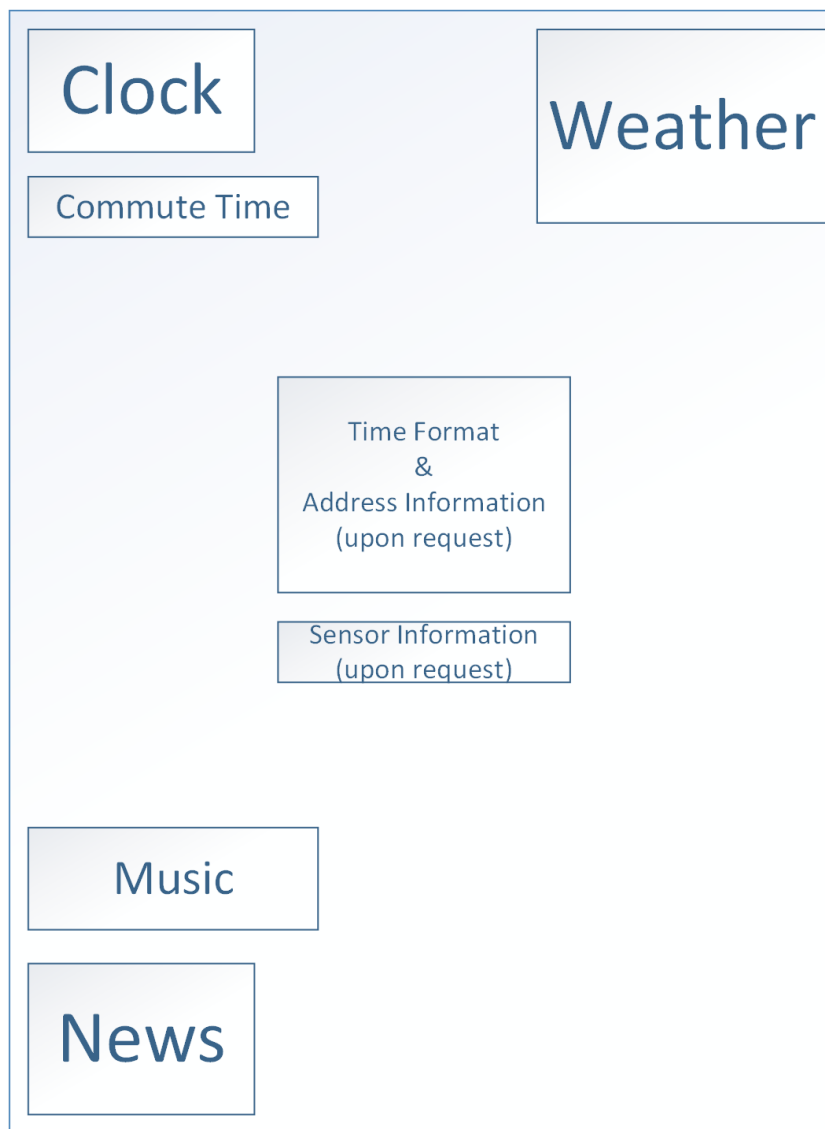 Clock
Weather
Commute Time
Time Format
&
Address Information
(upon request)
Sensor Information
(upon request)
Music
News